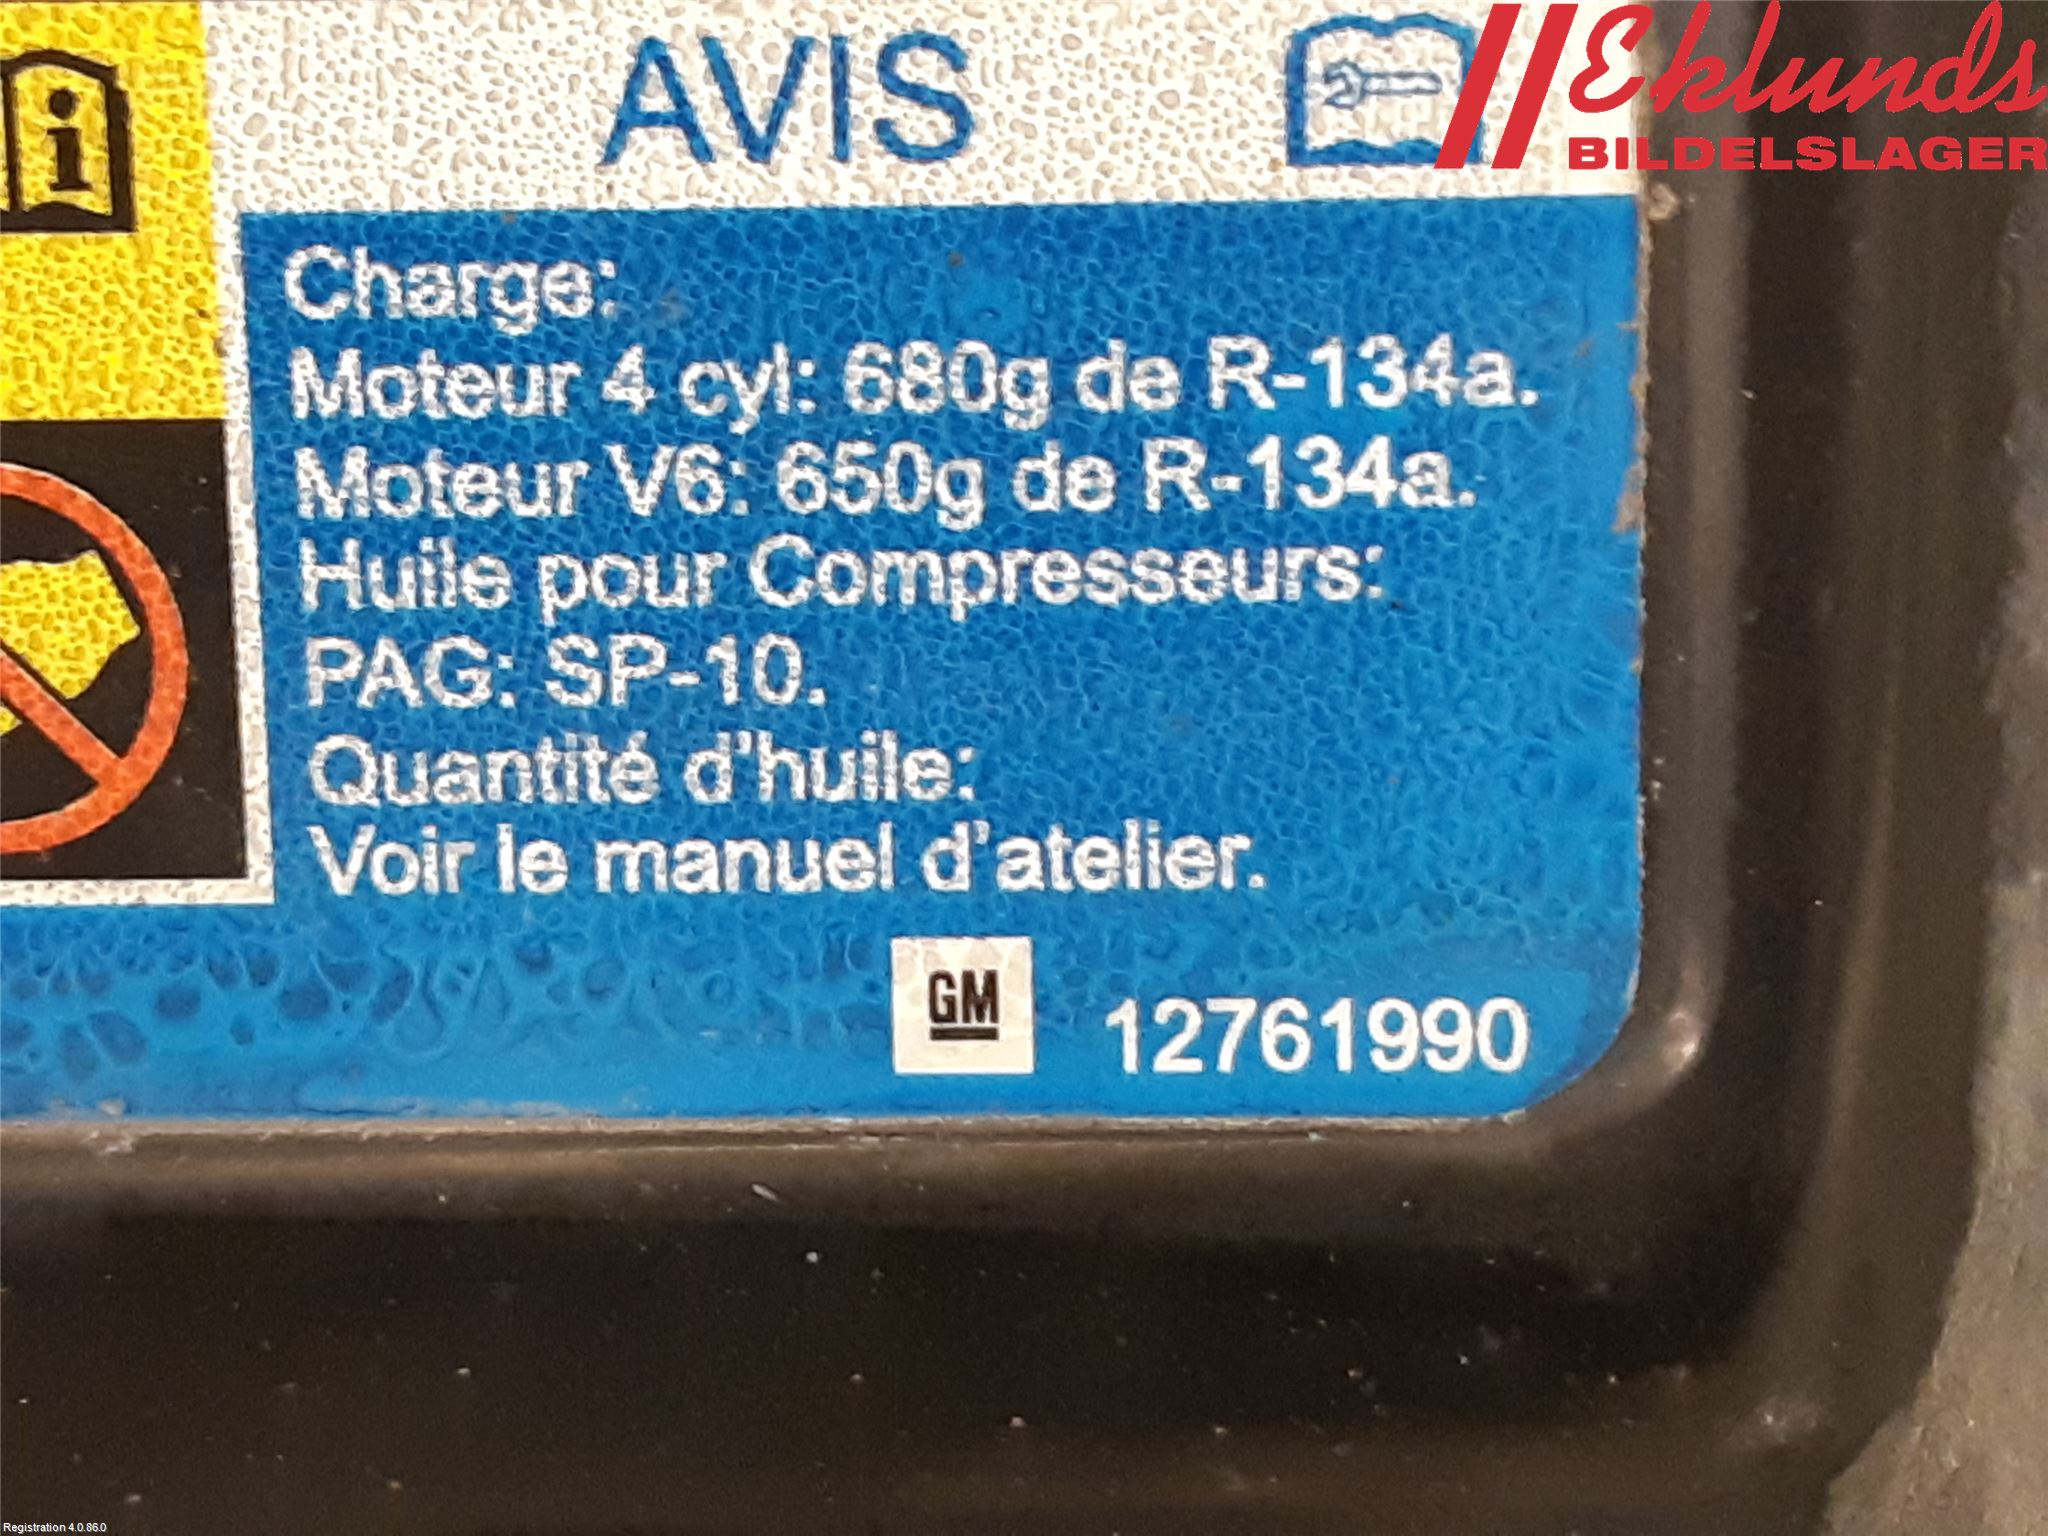 AVIS
Eklunds
BILDELSLAGER
i
Charge:
Moteur 4 cyl: 680g de R-134a.
Moteur V6: 650g de R-134a.
Huile pour Compresseurs:
PAG: SP-10.
Quantité d'huile:
Voir le manuel d'atelier.
GM
12761990
Registration 4.0.86.0